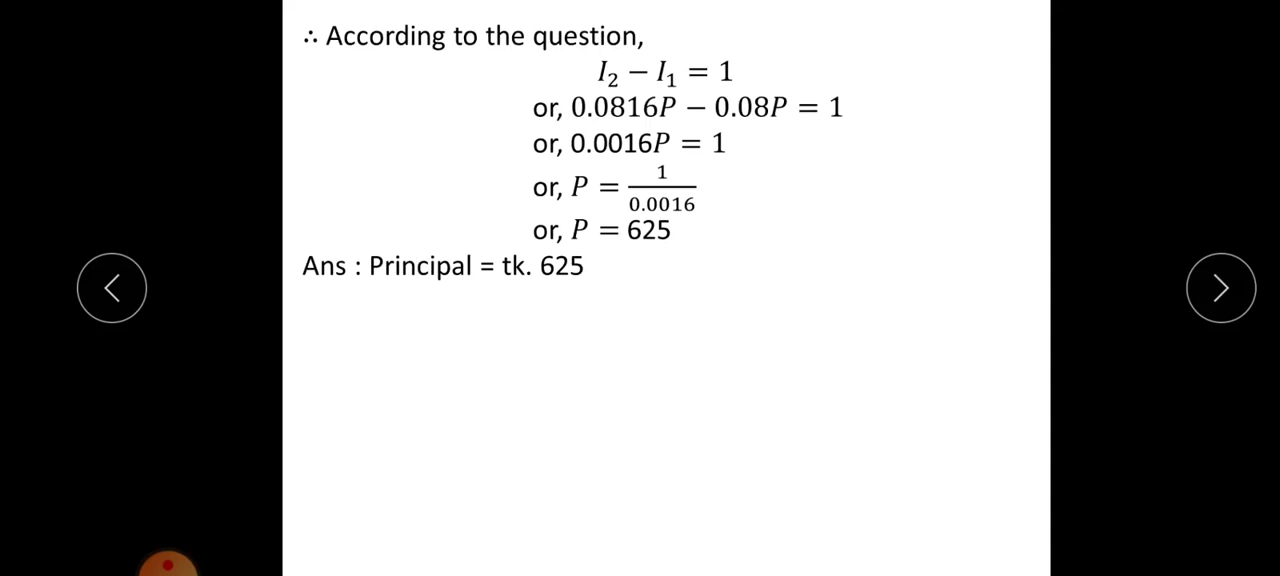 ∴ According to the question,
I₂ − I₁ = 1
or, 0.0816P − 0.08P = 1
or, 0.0016P = 1
or, P = 1/0.0016
or, P = 625
Ans : Principal = tk. 625